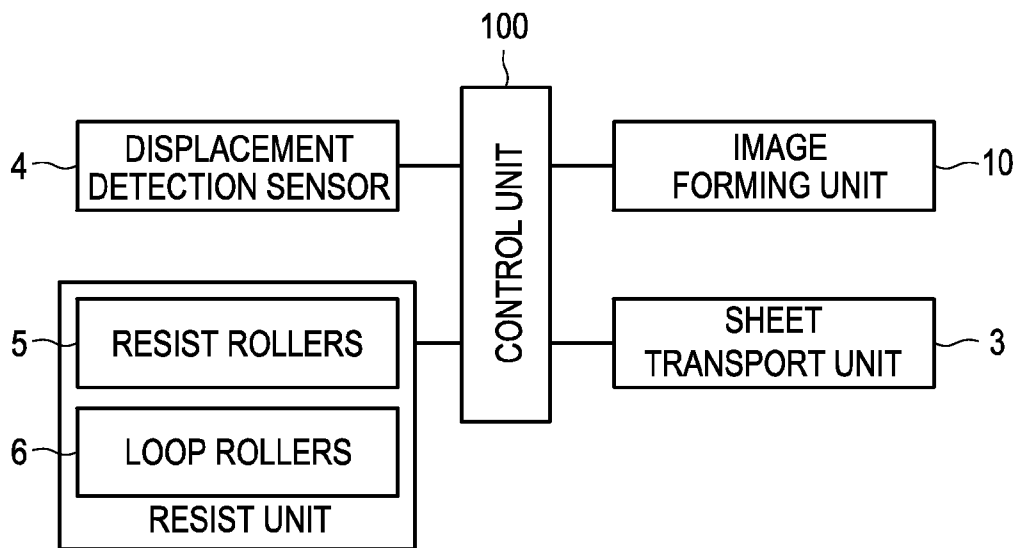 100
4
DISPLACEMENT
DETECTION SENSOR
CONTROL UNIT
IMAGE
FORMING UNIT
10
5
RESIST ROLLERS
SHEET
TRANSPORT UNIT
3
6
LOOP ROLLERS
RESIST UNIT